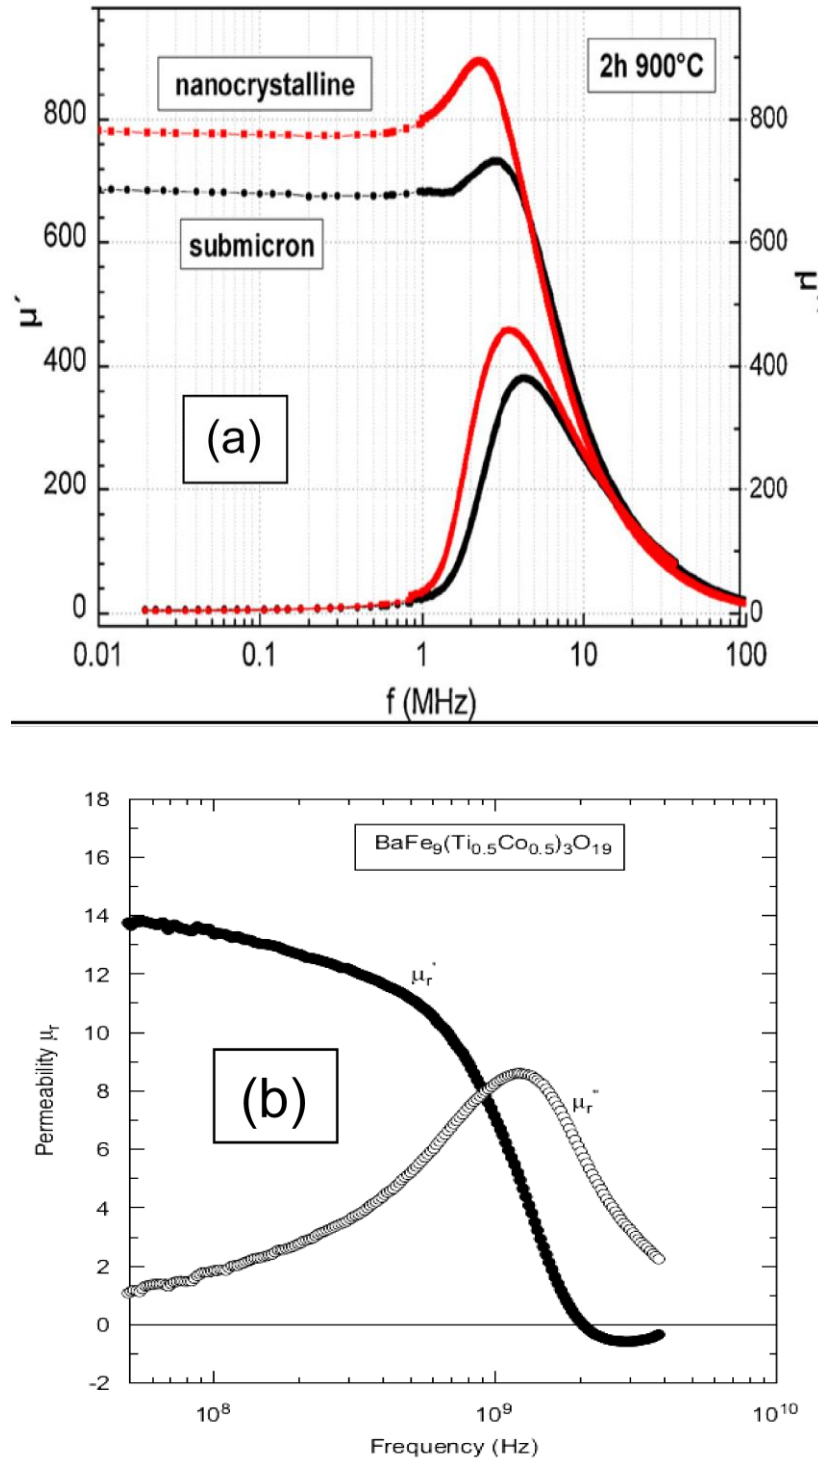 2h 900°C
nanocrystalline
submicron
(a)
800
600
400
200
0
μ´
800
600
400
200
0
μ´´
0.01 0.1 1 10 100
f (MHz)
BaFe₉(Ti₀.₅Co₀.₅)₃O₁₉
18
16
14
12
10
8
6
4
2
0
-2
Permeability μᵣ
μᵣ'
(b)
μᵣ"
10⁸ 10⁹ 10¹⁰
Frequency (Hz)